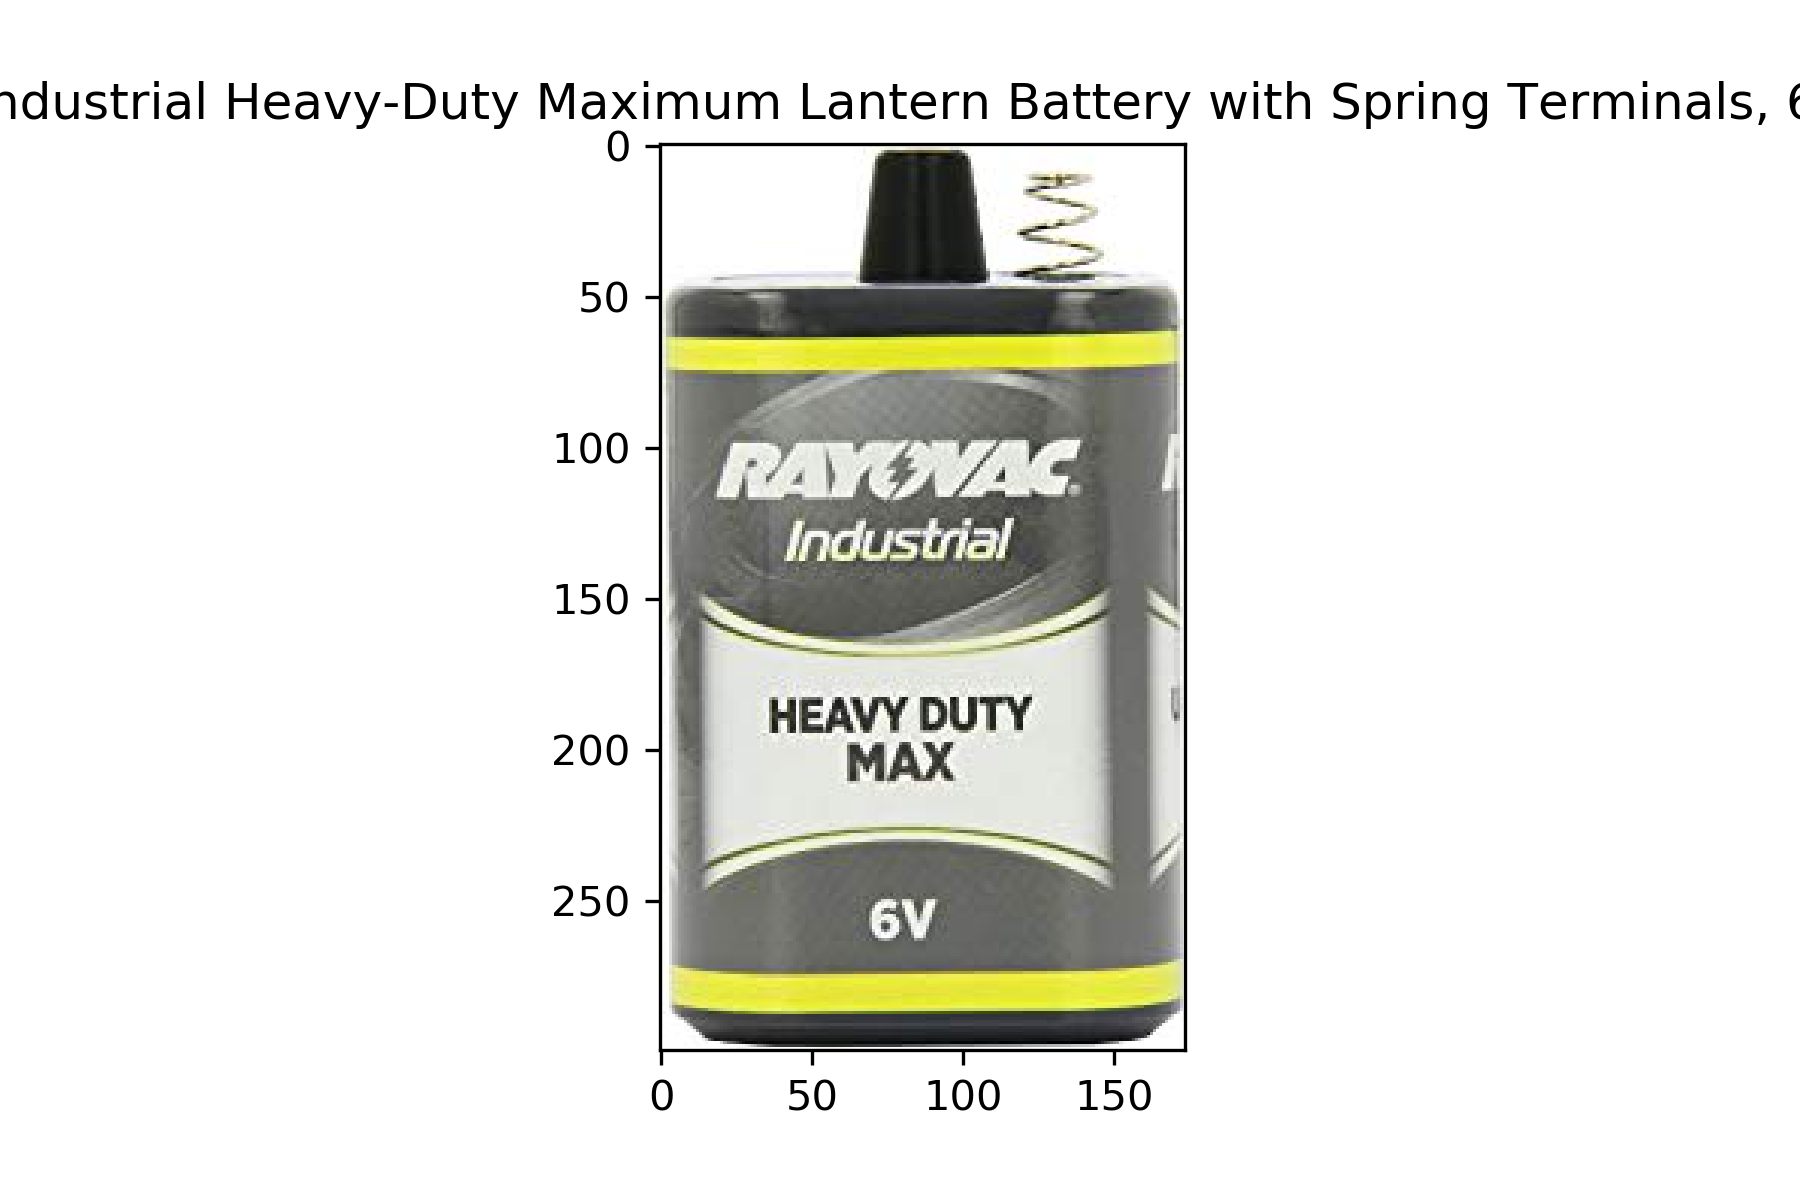 ndustrial Heavy-Duty Maximum Lantern Battery with Spring Terminals, 6
0
50
100
150
200
250
RAYOVAC
Industrial
HEAVY DUTY
MAX
6V
0 50 100 150